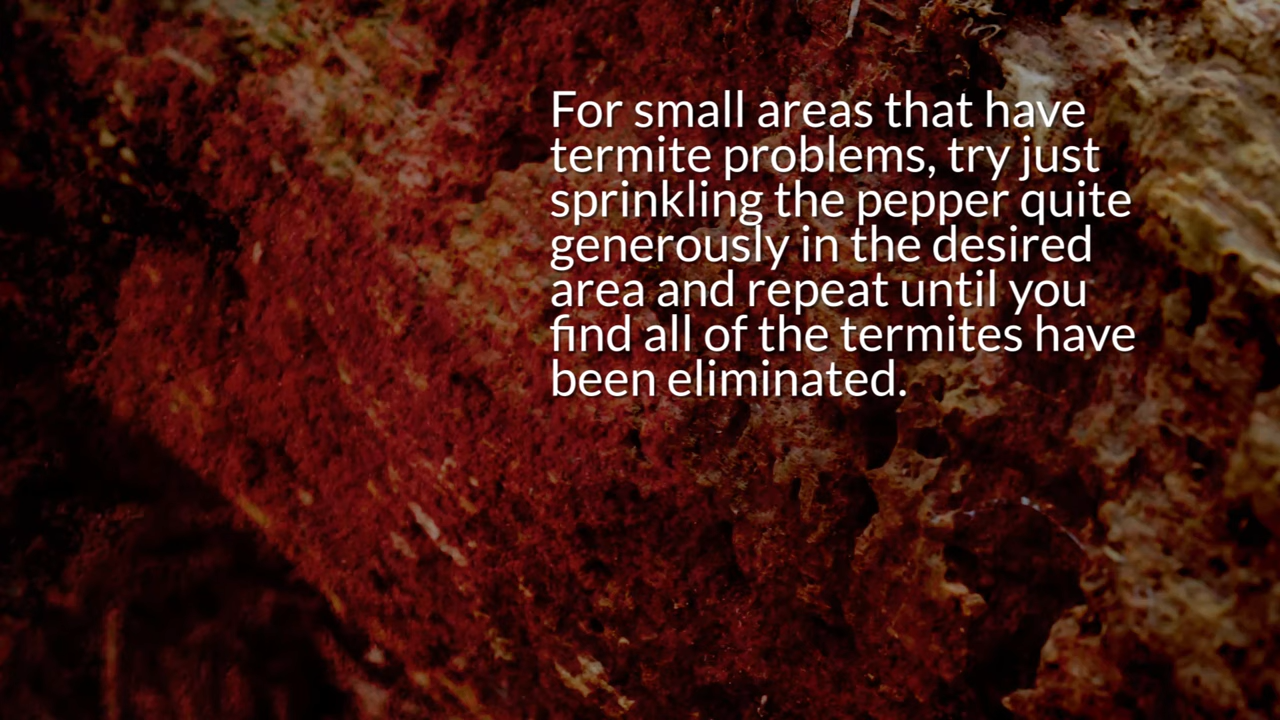 For small areas that have
termite problems, try just
sprinkling the pepper quite
generously in the desired
area and repeat until you
find all of the termites have
been eliminated.